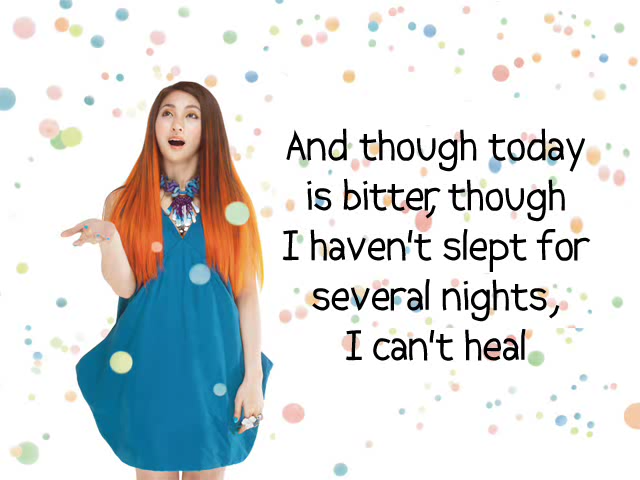 And though today
is bitter, though
I haven't slept for
several nights,
I can't heal